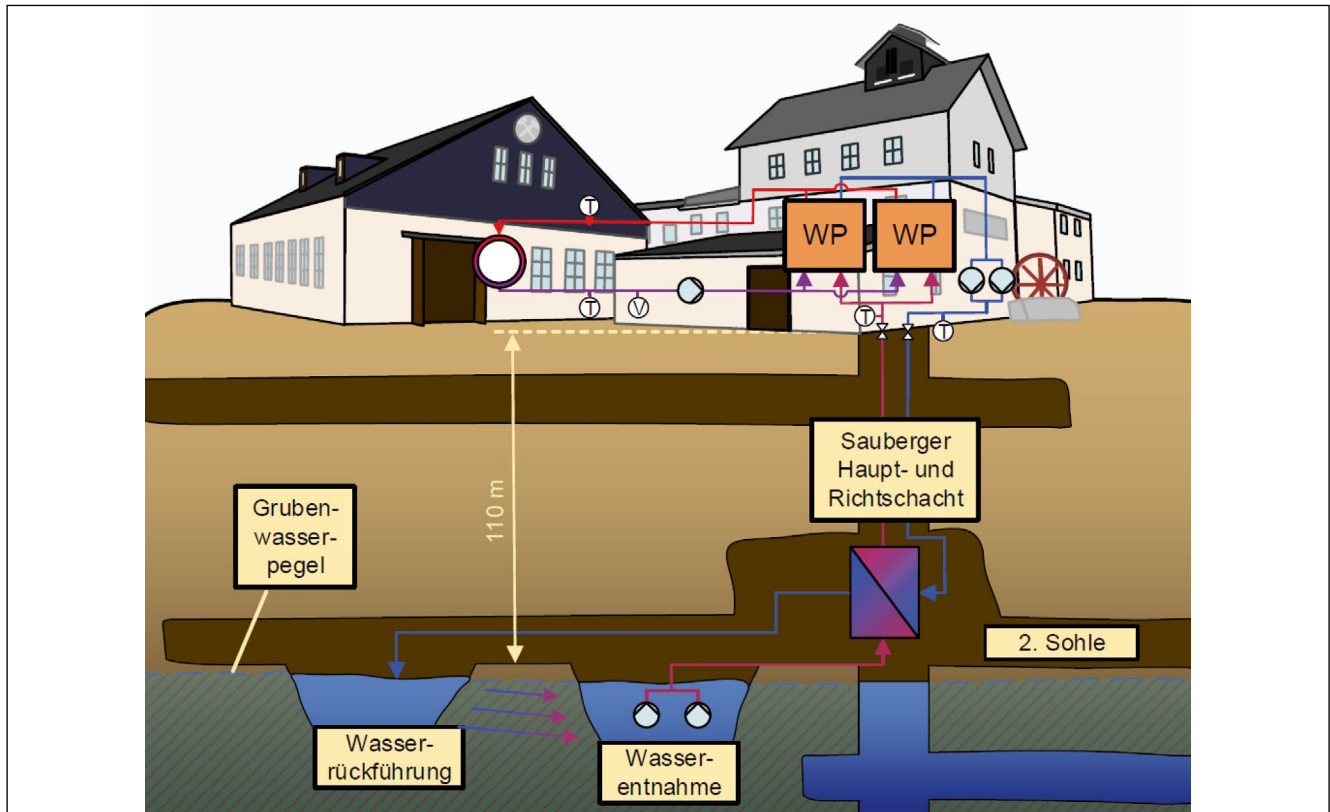 T
WP
WP
T
V
T
T
Sauberger
Haupt- und
Richtschacht
110 m
Gruben-
wasser-
pegel
2. Sohle
Wasser-
rückführung
Wasser-
entnahme